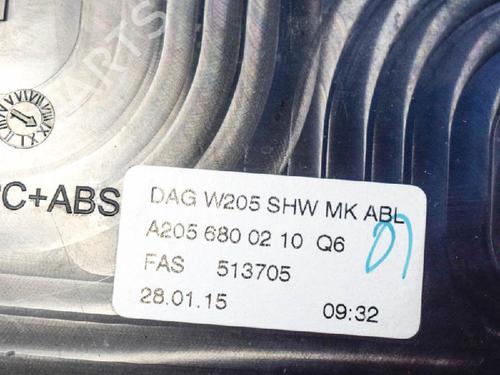 C+ABS
DAG W205 SHW MK ABL
A205 680 02 10 Q6
FAS 513705
28.01.15 09:32